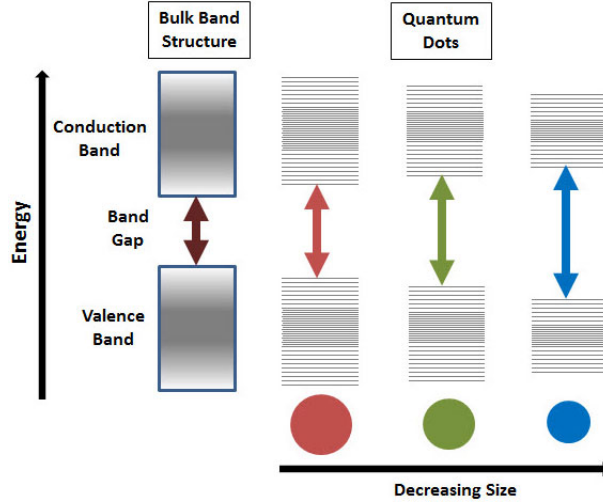 Bulk Band
Structure
Quantum
Dots
Conduction
Band
Band
Gap
Energy
Valence
Band
Decreasing Size